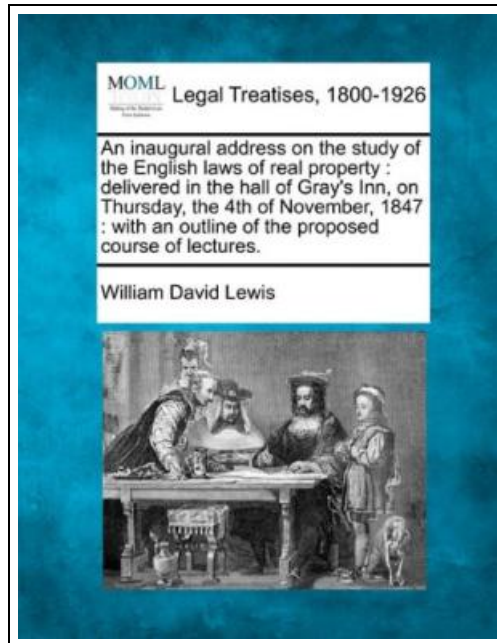 MOML
Legal Treatises, 1800-1926
An inaugural address on the study of
the English laws of real property :
delivered in the hall of Gray's Inn, on
Thursday, the 4th of November, 1847
: with an outline of the proposed
course of lectures.
William David Lewis